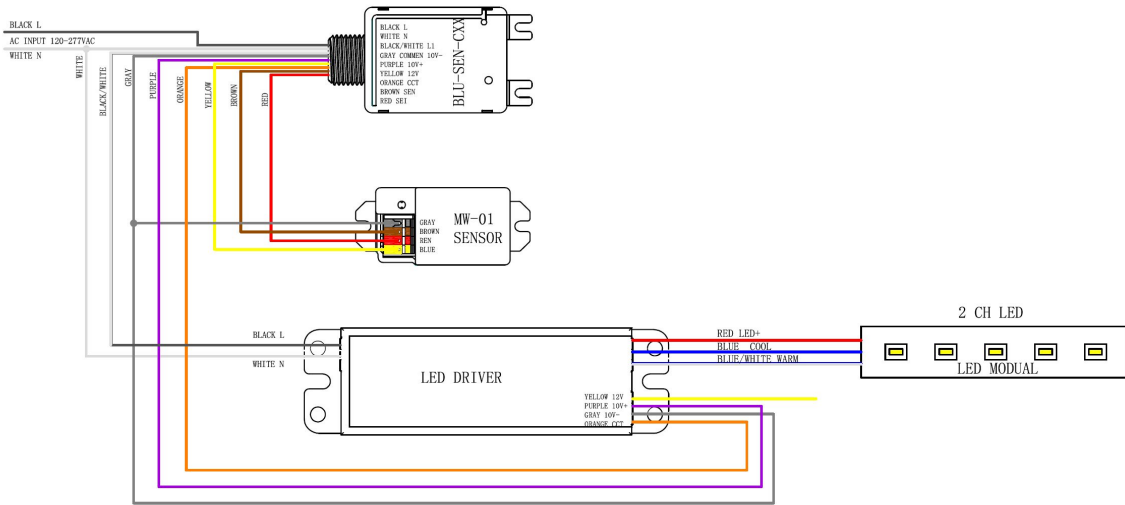 BLACK L
AC INPUT 120-277VAC
WHITE N
WHITE
BLACK/WHITE
GRAY
PURPLE
ORANGE
YELLOW
BROWN
RED
BLACK L
WHITE N
BLACK/WHITE L1
GRAY COMMEN 10V-
PURPLE 10V+
YELLOW 12V
ORANGE CCT
BROWN SEN
RED SEI
BLU-SEN-CXX
GRAY
BROWN
REN
BLUE
MW-01
SENSOR
BLACK L
WHITE N
LED DRIVER
YELLOW 12V
PURPLE 10V+
GRAY 10V-
ORANGE CCT
RED LED+
BLUE COOL
BLUE/WHITE WARM
2 CH LED
LED MODUAL